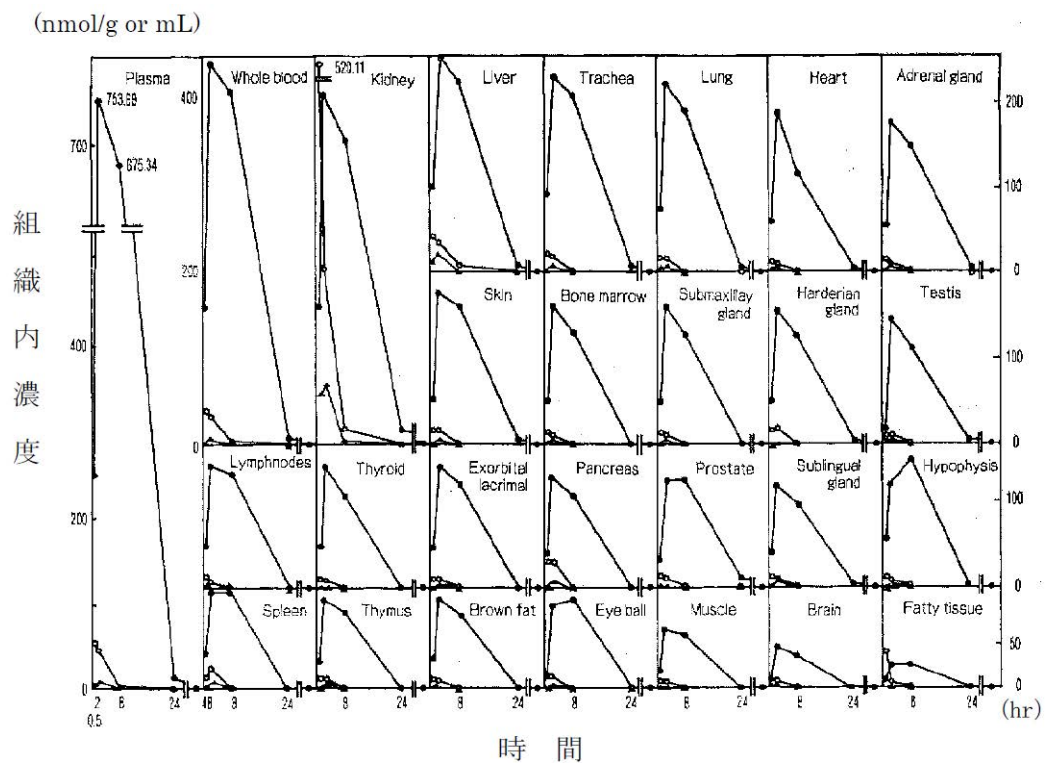 (nmol/g or mL)
Plasma
Whole blood
Kidney
Liver
Trachea
Lung
Heart
Adrenal gland
753.69
675.34
520.11
700
400
200
400
200
0
0
200
100
0
組織内濃度
Skin
Bone marrow
Submaxillay gland
Harderian gland
Testis
100
0
Lymphnodes
Thyroid
Exorbital lacrimal
Pancreas
Prostate
Sublingual gland
Hypophysis
100
0
Spleen
Thymus
Brown fat
Eye ball
Muscle
Brain
Fatty tissue
50
0
2 8 24
0.5
8 24
8 24
8 24
8 24
8 24
8 24
8 24
(hr)
時間